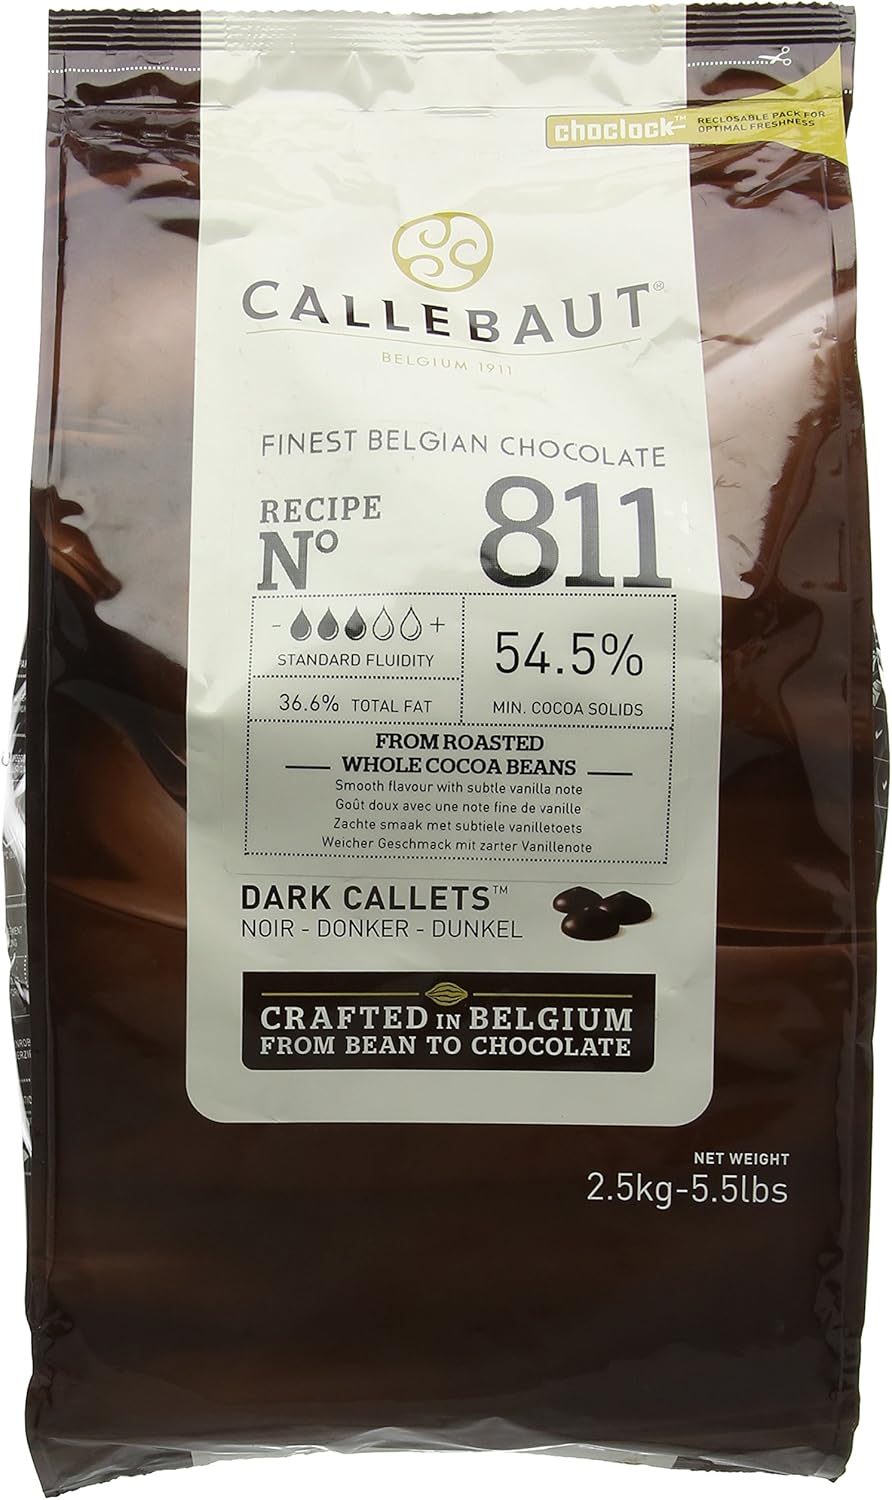 choclock™
RECLOSABLE PACK FOR
OPTIMAL FRESHNESS
CALLEBAUT®
BELGIUM 1911
FINEST BELGIAN CHOCOLATE
RECIPE
Nº 811
- +
STANDARD FLUIDITY
54.5%
36.6% TOTAL FAT
MIN. COCOA SOLIDS
FROM ROASTED
WHOLE COCOA BEANS
Smooth flavour with subtle vanilla note
Goût doux avec une note fine de vanille
Zachte smaak met subtiele vanilletoets
Weicher Geschmack mit zarter Vanillenote
DARK CALLETS™
NOIR - DONKER - DUNKEL
CRAFTED IN BELGIUM
FROM BEAN TO CHOCOLATE
NET WEIGHT
2.5kg-5.5lbs